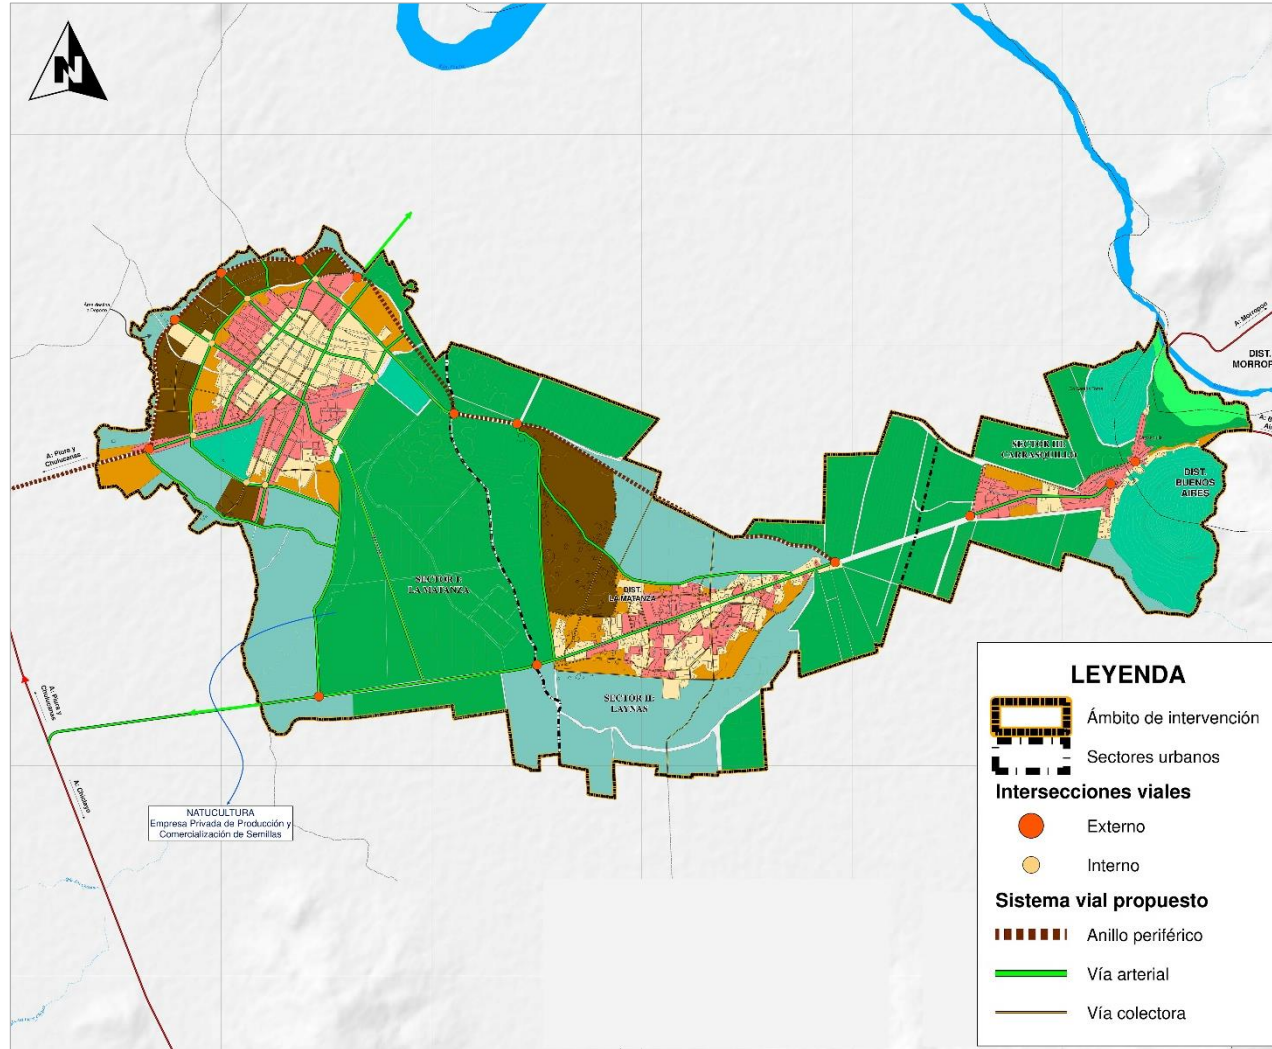 N
A: Morropon
DIST.
MORROP
DIST.
BUENOS
AIRES
SECTOR III:
CARRASQUILLO
A: Piura y
Chulucanas
SECTOR I:
LA MATANZA
DIST.
LA MATANZA
SECTOR II:
LAYNAS
A: Piura y
Chulucanas
A: Chiclayo
NATUCULTURA
Empresa Privada de Producción y
Comercialización de Semillas
LEYENDA
Ámbito de intervención
Sectores urbanos
Intersecciones viales
Externo
Interno
Sistema vial propuesto
Anillo periférico
Vía arterial
Vía colectora